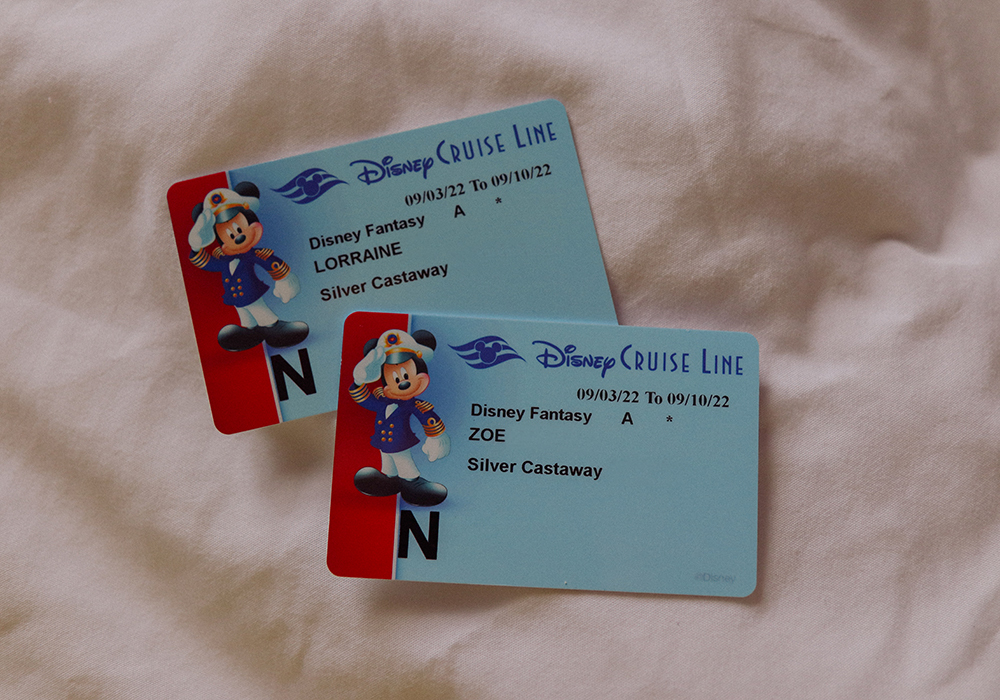 DISNEY CRUISE LINE
09/03/22 To 09/10/22
Disney Fantasy A *
LORRAINE
Silver Castaway
N
DISNEY CRUISE LINE
09/03/22 To 09/10/22
Disney Fantasy A *
ZOE
Silver Castaway
N
©Disney